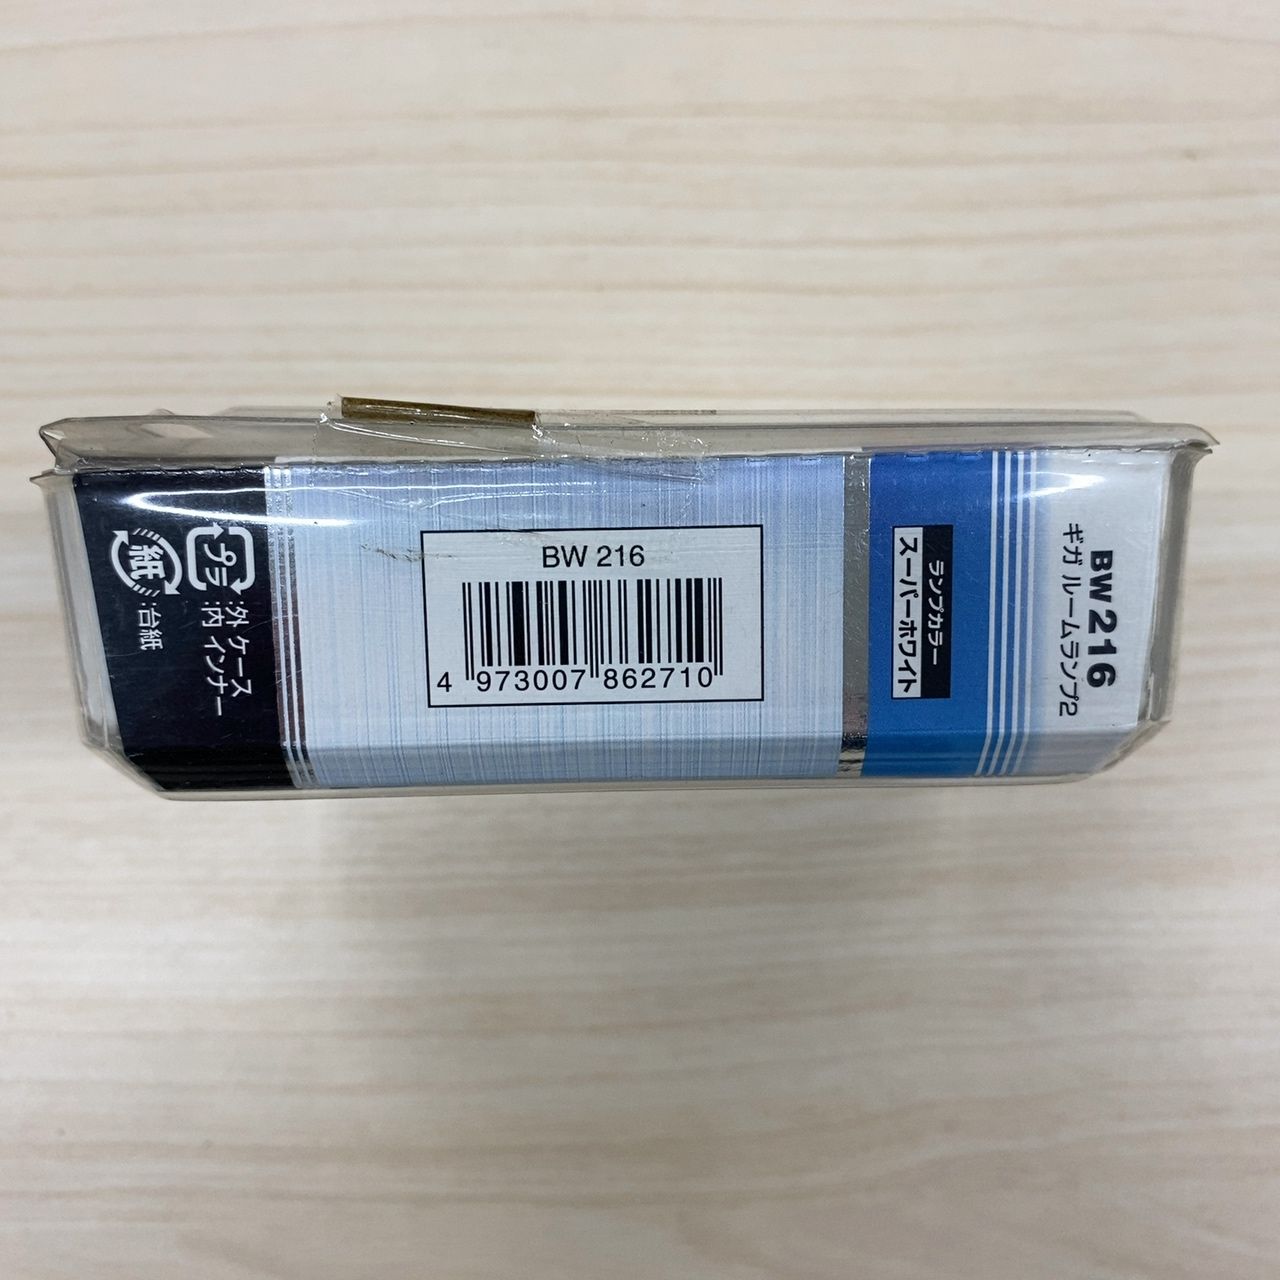 紙
:台紙
プラ
:外 ケース
:内 インナー
BW 216
4 973007 862710
ランプカラー
スーパーホワイト
BW216
ギガ ルームランプ2